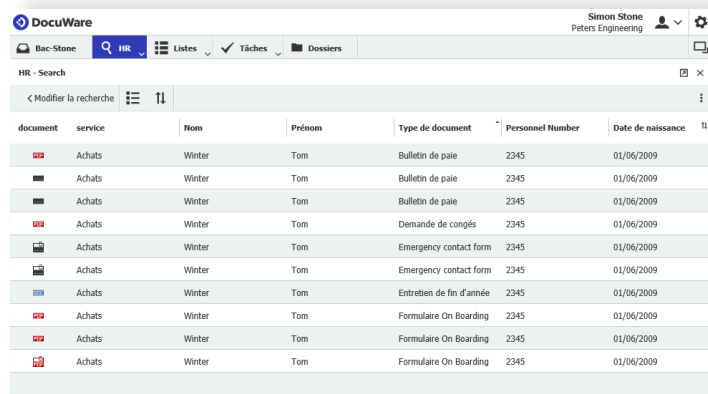 DocuWare
Simon Stone
Peters Engineering
Bac-Stone HR Listes Tâches Dossiers
HR - Search
Modifier la recherche
document service Nom Prénom Type de document Personnel Number Date de naissance
Achats Winter Tom Bulletin de paie 2345 01/06/2009
Achats Winter Tom Bulletin de paie 2345 01/06/2009
Achats Winter Tom Bulletin de paie 2345 01/06/2009
Achats Winter Tom Demande de congés 2345 01/06/2009
Achats Winter Tom Emergency contact form 2345 01/06/2009
Achats Winter Tom Emergency contact form 2345 01/06/2009
Achats Winter Tom Entretien de fin d'année 2345 01/06/2009
Achats Winter Tom Formulaire On Boarding 2345 01/06/2009
Achats Winter Tom Formulaire On Boarding 2345 01/06/2009
Achats Winter Tom Formulaire On Boarding 2345 01/06/2009